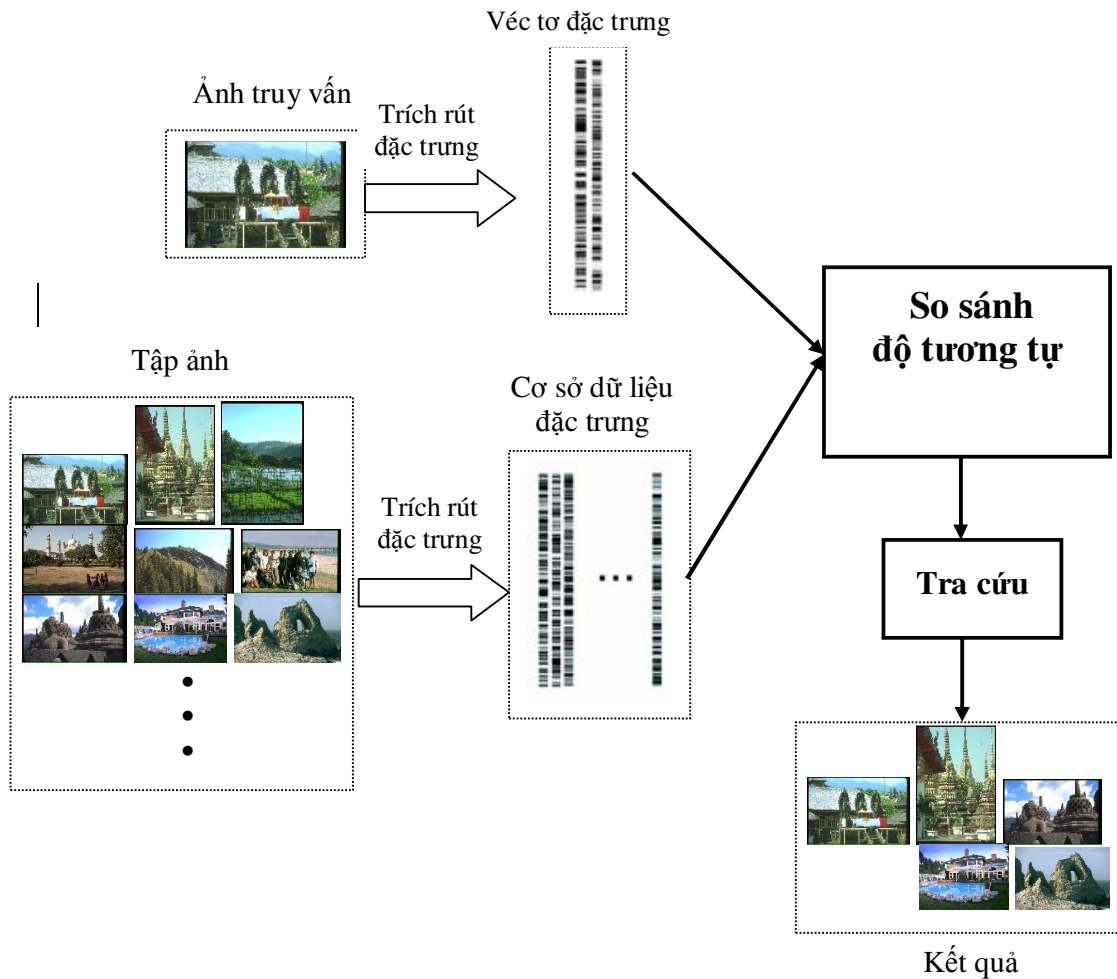 Véc tơ đặc trưng
Ảnh truy vấn
Trích rút
đặc trưng
So sánh
độ tương tự
Tập ảnh
Cơ sở dữ liệu
đặc trưng
Trích rút
đặc trưng
Tra cứu
Kết quả